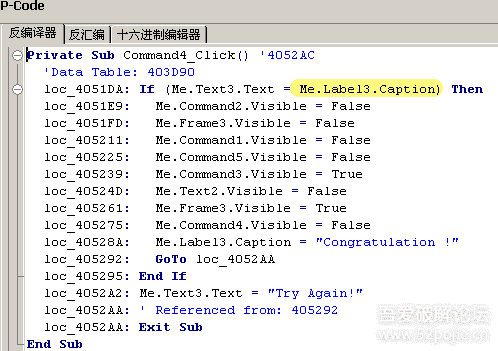 P-Code
反编译器 反汇编 十六进制编辑器
Private Sub Command4_Click() '4052AC
'Data Table: 403D90
loc_4051DA: If (Me.Text3.Text = Me.Label3.Caption) Then
loc_4051E9: Me.Command2.Visible = False
loc_4051FD: Me.Frame3.Visible = False
loc_405211: Me.Command1.Visible = False
loc_405225: Me.Command5.Visible = False
loc_405239: Me.Command3.Visible = True
loc_40524D: Me.Text2.Visible = False
loc_405261: Me.Frame3.Visible = True
loc_405275: Me.Command4.Visible = False
loc_40528A: Me.Label3.Caption = "Congratulation !"
loc_405292: GoTo loc_4052AA
loc_405295: End If
loc_4052A2: Me.Text3.Text = "Try Again!"
loc_4052AA: ' Referenced from: 405292
loc_4052AA: Exit Sub
End Sub
吾爱破解论坛
www.52pojie.cn